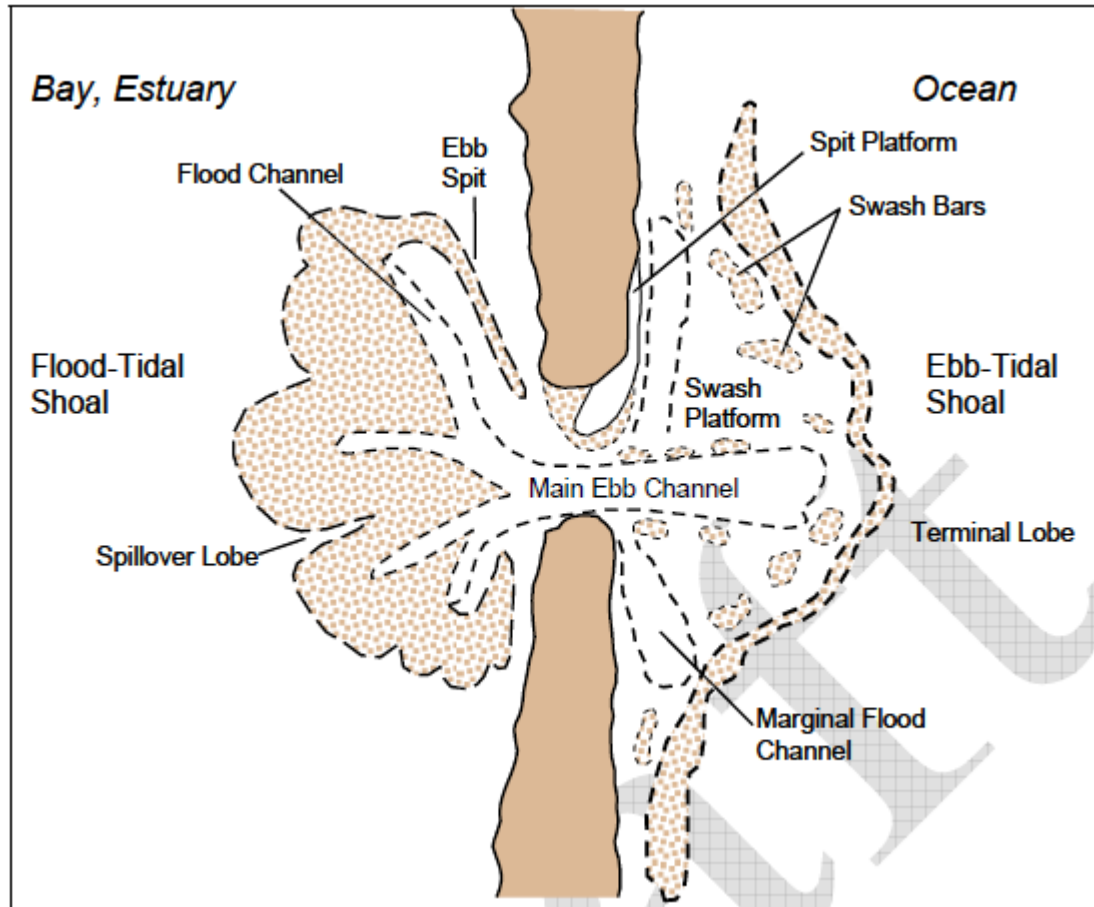 Bay, Estuary
Ocean
Ebb
Spit
Spit Platform
Flood Channel
Swash Bars
Flood-Tidal
Shoal
Ebb-Tidal
Shoal
Swash
Platform
Main Ebb Channel
Terminal Lobe
Spillover Lobe
Marginal Flood
Channel